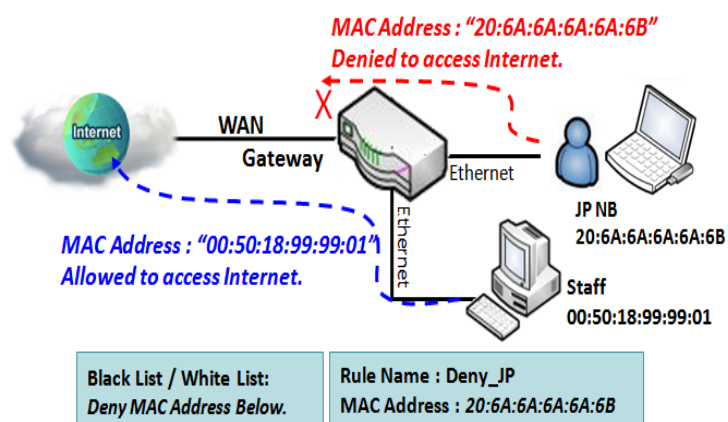 MAC Address : “20:6A:6A:6A:6A:6B”
Denied to access Internet.
Internet
WAN
Gateway
Ethernet
JP NB
20:6A:6A:6A:6A:6B
Ethernet
MAC Address : “00:50:18:99:99:01”
Allowed to access Internet.
Staff
00:50:18:99:99:01
Black List / White List:
Deny MAC Address Below.
Rule Name : Deny_JP
MAC Address : 20:6A:6A:6A:6A:6B